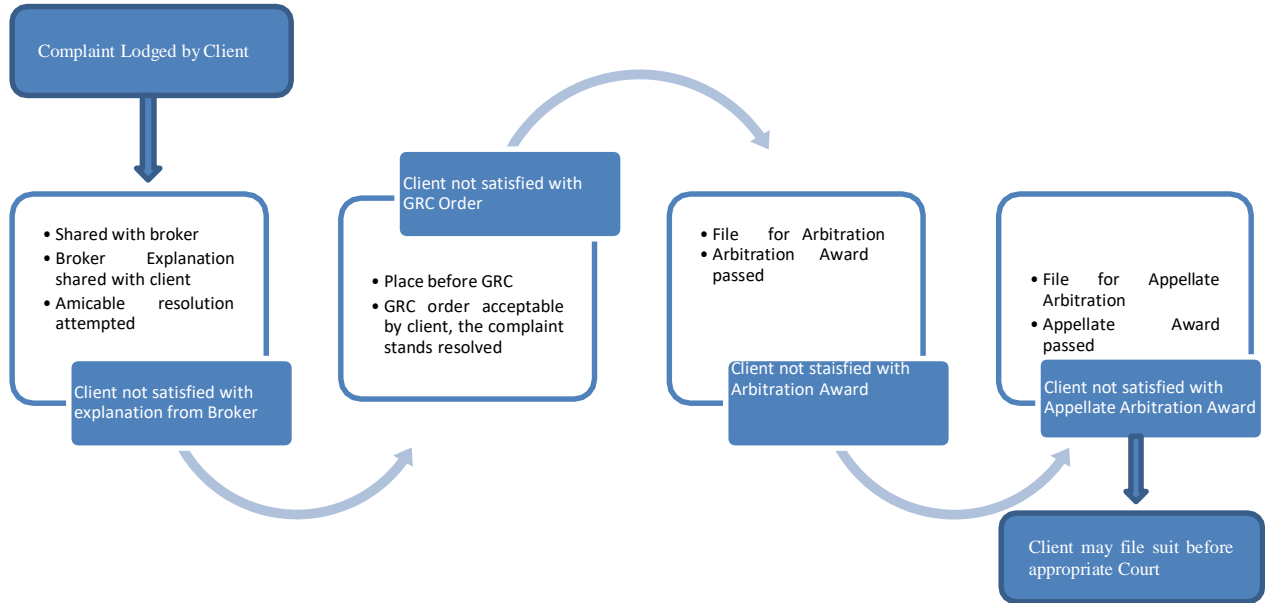 Complaint Lodged by Client
• Shared with broker
• Broker Explanation
shared with client
• Amicable resolution
attempted
Client not satisfied with
explanation from Broker
Client not satisfied with
GRC Order
• Place before GRC
• GRC order acceptable
by client, the complaint
stands resolved
• File for Arbitration
• Arbitration Award
passed
Client not staisfied with
Arbitration Award
• File for Appellate
Arbitration
• Appellate Award
passed
Client not satisfied with
Appellate Arbitration Award
Client may file suit before
appropriate Court